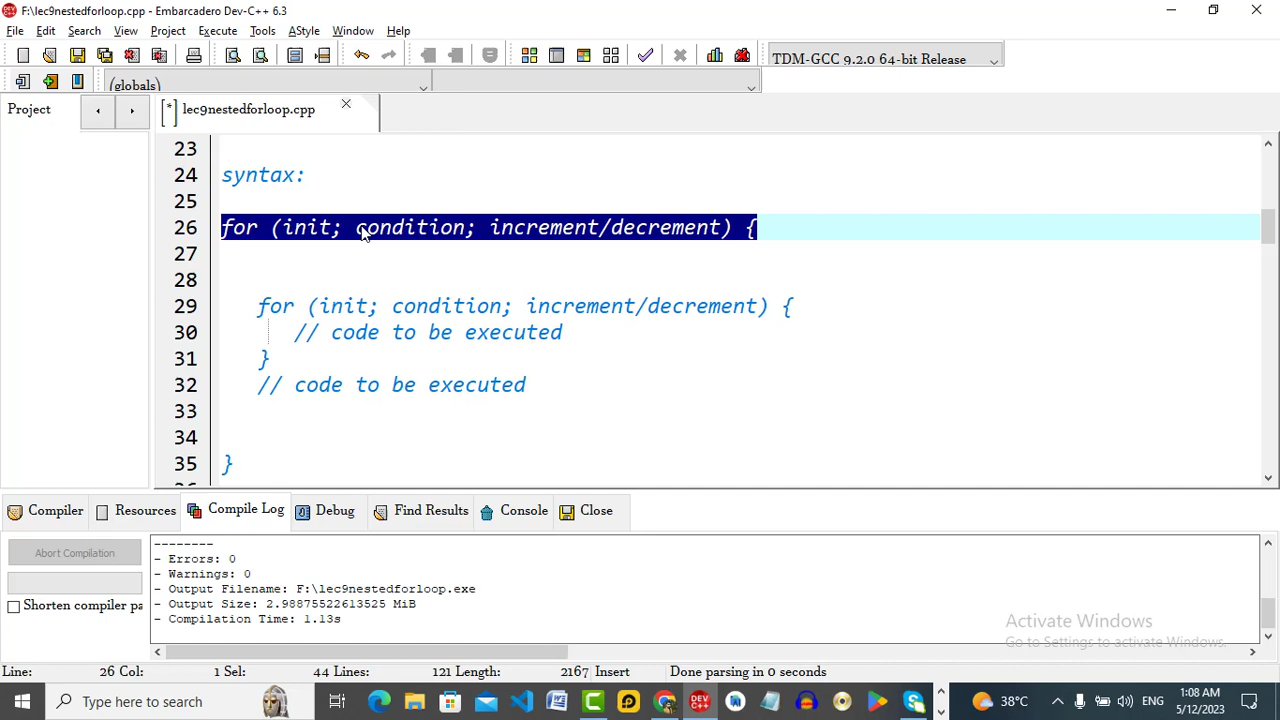 F:\lec9nestedforloop.cpp - Embarcadero Dev-C++ 6.3
File Edit Search View Project Execute Tools AStyle Window Help
TDM-GCC 9.2.0 64-bit Release
(globals)
Project
[*] lec9nestedforloop.cpp
23
24 syntax:
25
26 for (init; condition; increment/decrement) {
27
28
29 for (init; condition; increment/decrement) {
30 // code to be executed
31 }
32 // code to be executed
33
34
35 }
Compiler Resources Compile Log Debug Find Results Console Close
Abort Compilation
Shorten compiler pa
--------
- Errors: 0
- Warnings: 0
- Output Filename: F:\lec9nestedforloop.exe
- Output Size: 2.98875522613525 MiB
- Compilation Time: 1.13s
Activate Windows
Go to Settings to activate Windows.
Line: 26 Col: 1 Sel: 44 Lines: 121 Length: 2167 Insert Done parsing in 0 seconds
Type here to search
38°C
ENG
1:08 AM
5/12/2023